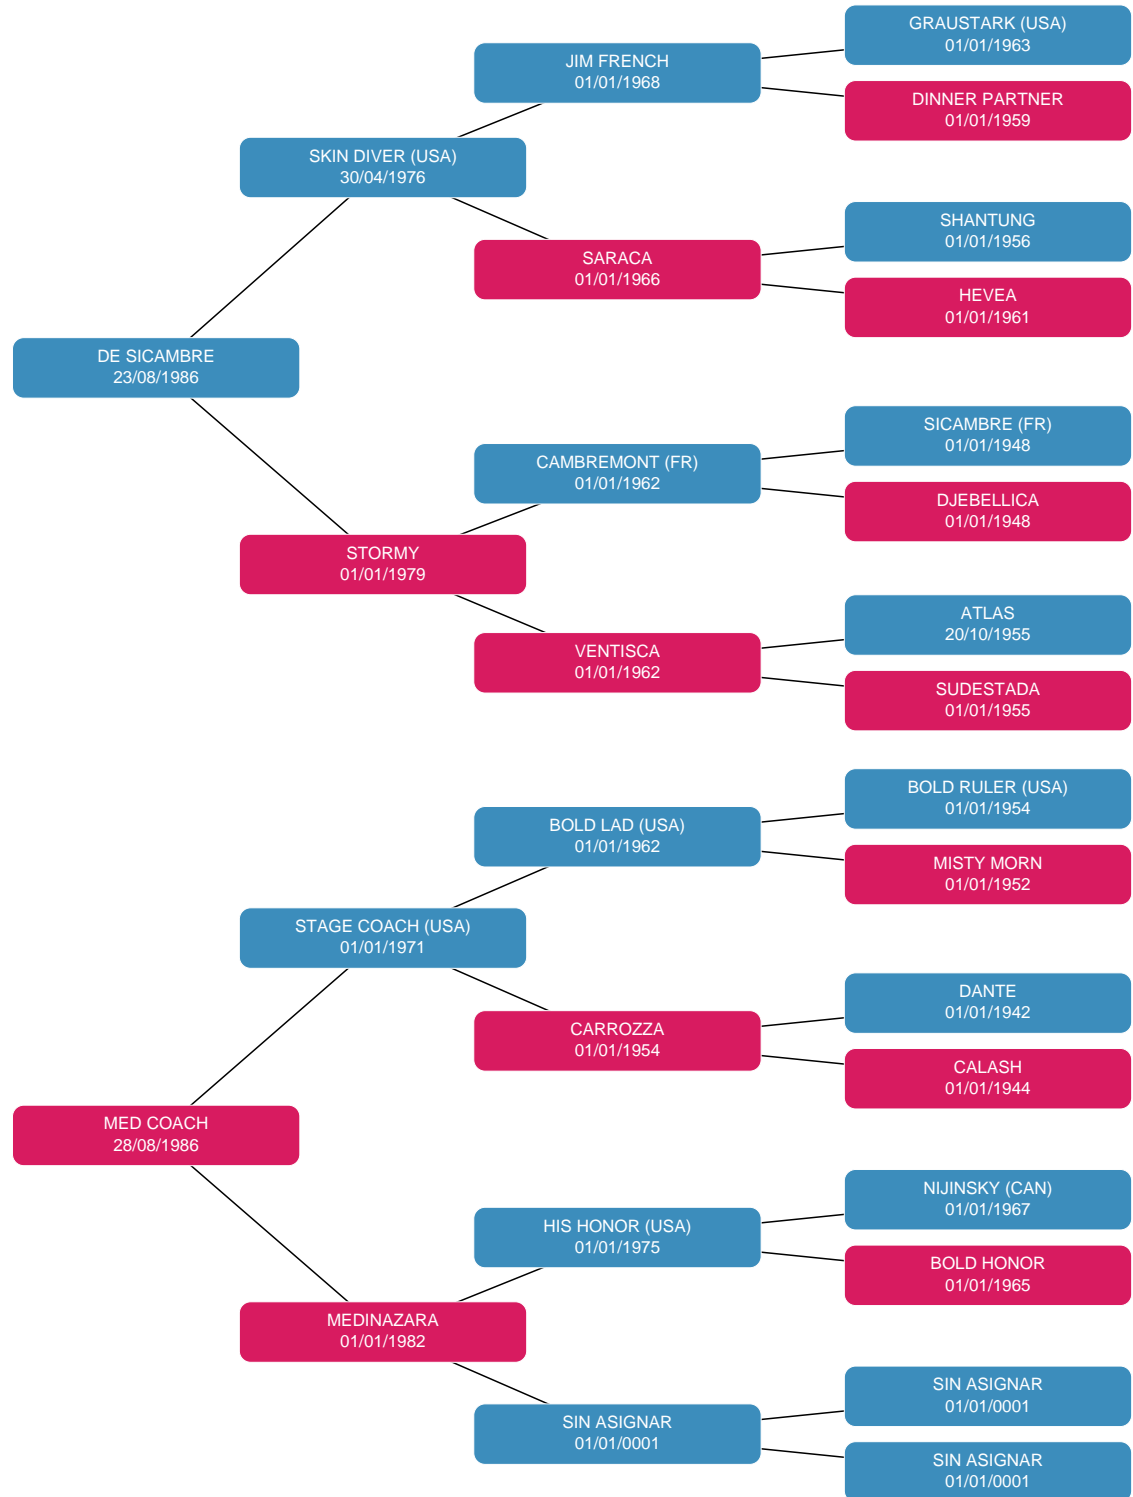 GRAUSTARK (USA)
01/01/1963
JIM FRENCH
01/01/1968
DINNER PARTNER
01/01/1959
SKIN DIVER (USA)
30/04/1976
SHANTUNG
01/01/1956
SARACA
01/01/1966
HEVEA
01/01/1961
DE SICAMBRE
23/08/1986
SICAMBRE (FR)
01/01/1948
CAMBREMONT (FR)
01/01/1962
DJEBELLICA
01/01/1948
STORMY
01/01/1979
ATLAS
20/10/1955
VENTISCA
01/01/1962
SUDESTADA
01/01/1955
BOLD RULER (USA)
01/01/1954
BOLD LAD (USA)
01/01/1962
MISTY MORN
01/01/1952
STAGE COACH (USA)
01/01/1971
DANTE
01/01/1942
CARROZZA
01/01/1954
CALASH
01/01/1944
MED COACH
28/08/1986
NIJINSKY (CAN)
01/01/1967
HIS HONOR (USA)
01/01/1975
BOLD HONOR
01/01/1965
MEDINAZARA
01/01/1982
SIN ASIGNAR
01/01/0001
SIN ASIGNAR
01/01/0001
SIN ASIGNAR
01/01/0001